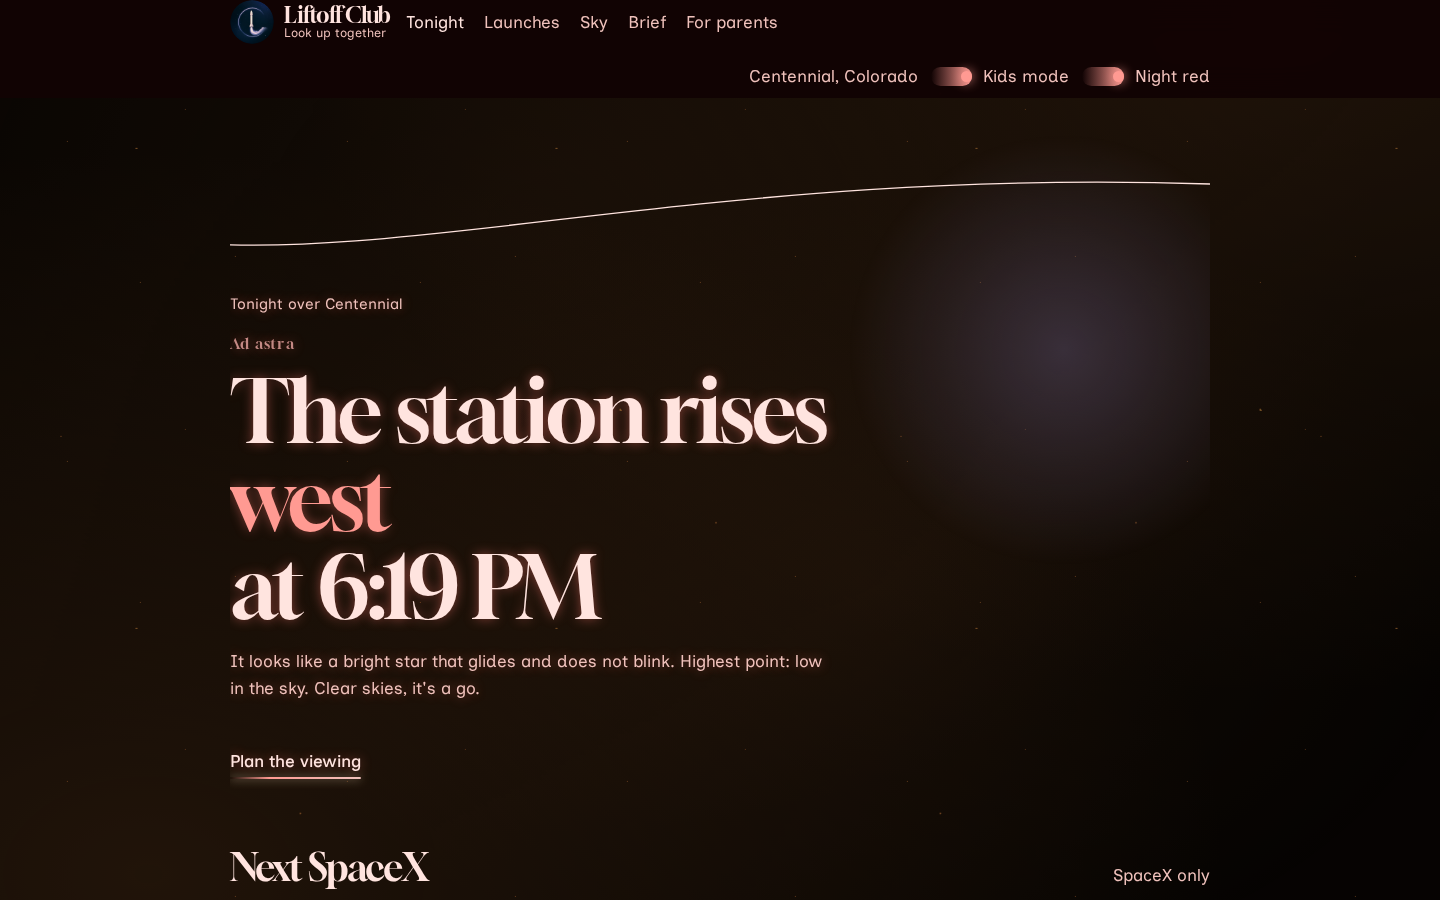 Liftoff Club
Look up together
Tonight
Launches
Sky
Brief
For parents
Centennial, Colorado
Kids mode
Night red
Tonight over Centennial
Ad astra
The station rises
west
at 6:19 PM
It looks like a bright star that glides and does not blink. Highest point: low
in the sky. Clear skies, it's a go.
Plan the viewing
Next SpaceX
SpaceX only